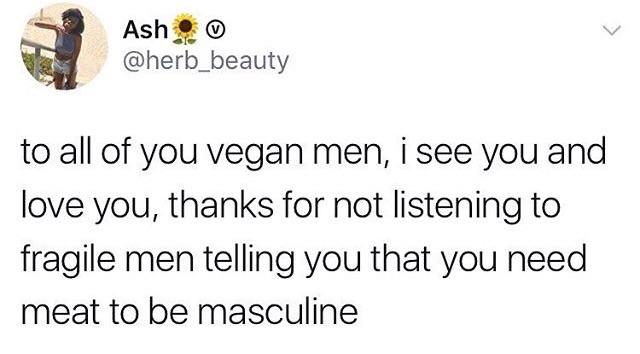 Ash🌻 Ⓥ
@herb_beauty
to all of you vegan men, i see you and
love you, thanks for not listening to
fragile men telling you that you need
meat to be masculine